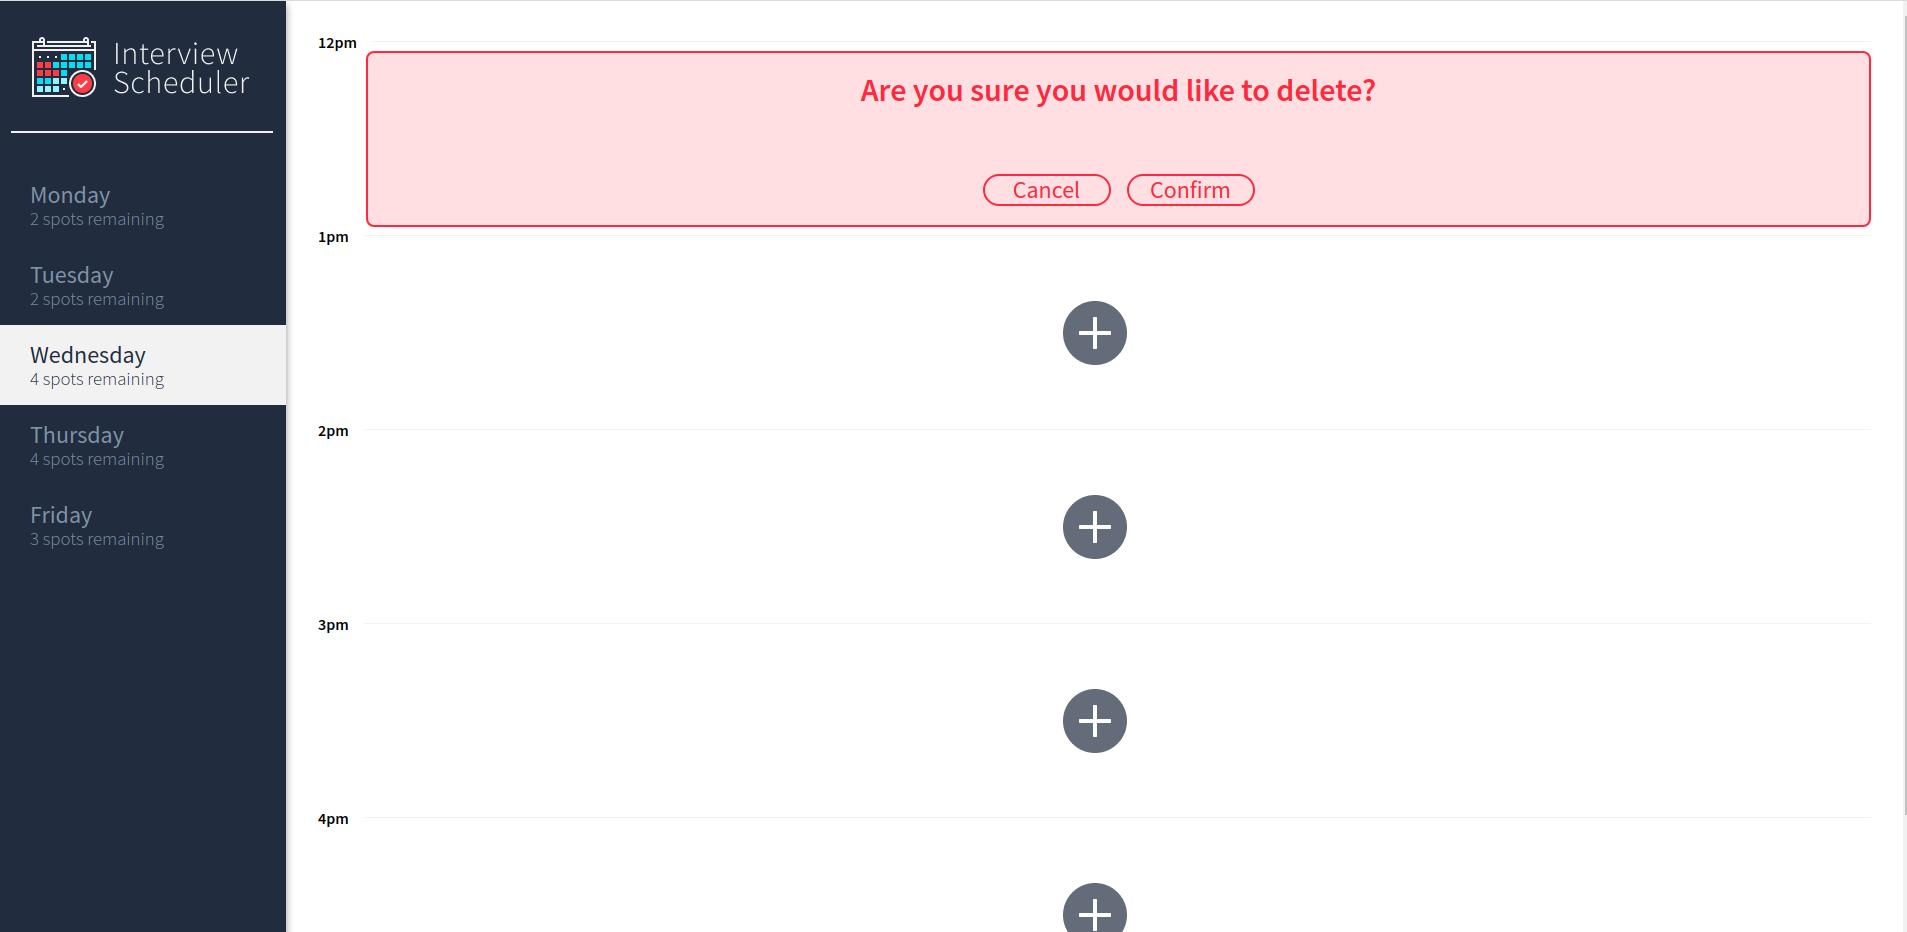 Interview
Scheduler
Monday
2 spots remaining
Tuesday
2 spots remaining
Wednesday
4 spots remaining
Thursday
4 spots remaining
Friday
3 spots remaining
12pm
Are you sure you would like to delete?
Cancel Confirm
1pm
2pm
3pm
4pm